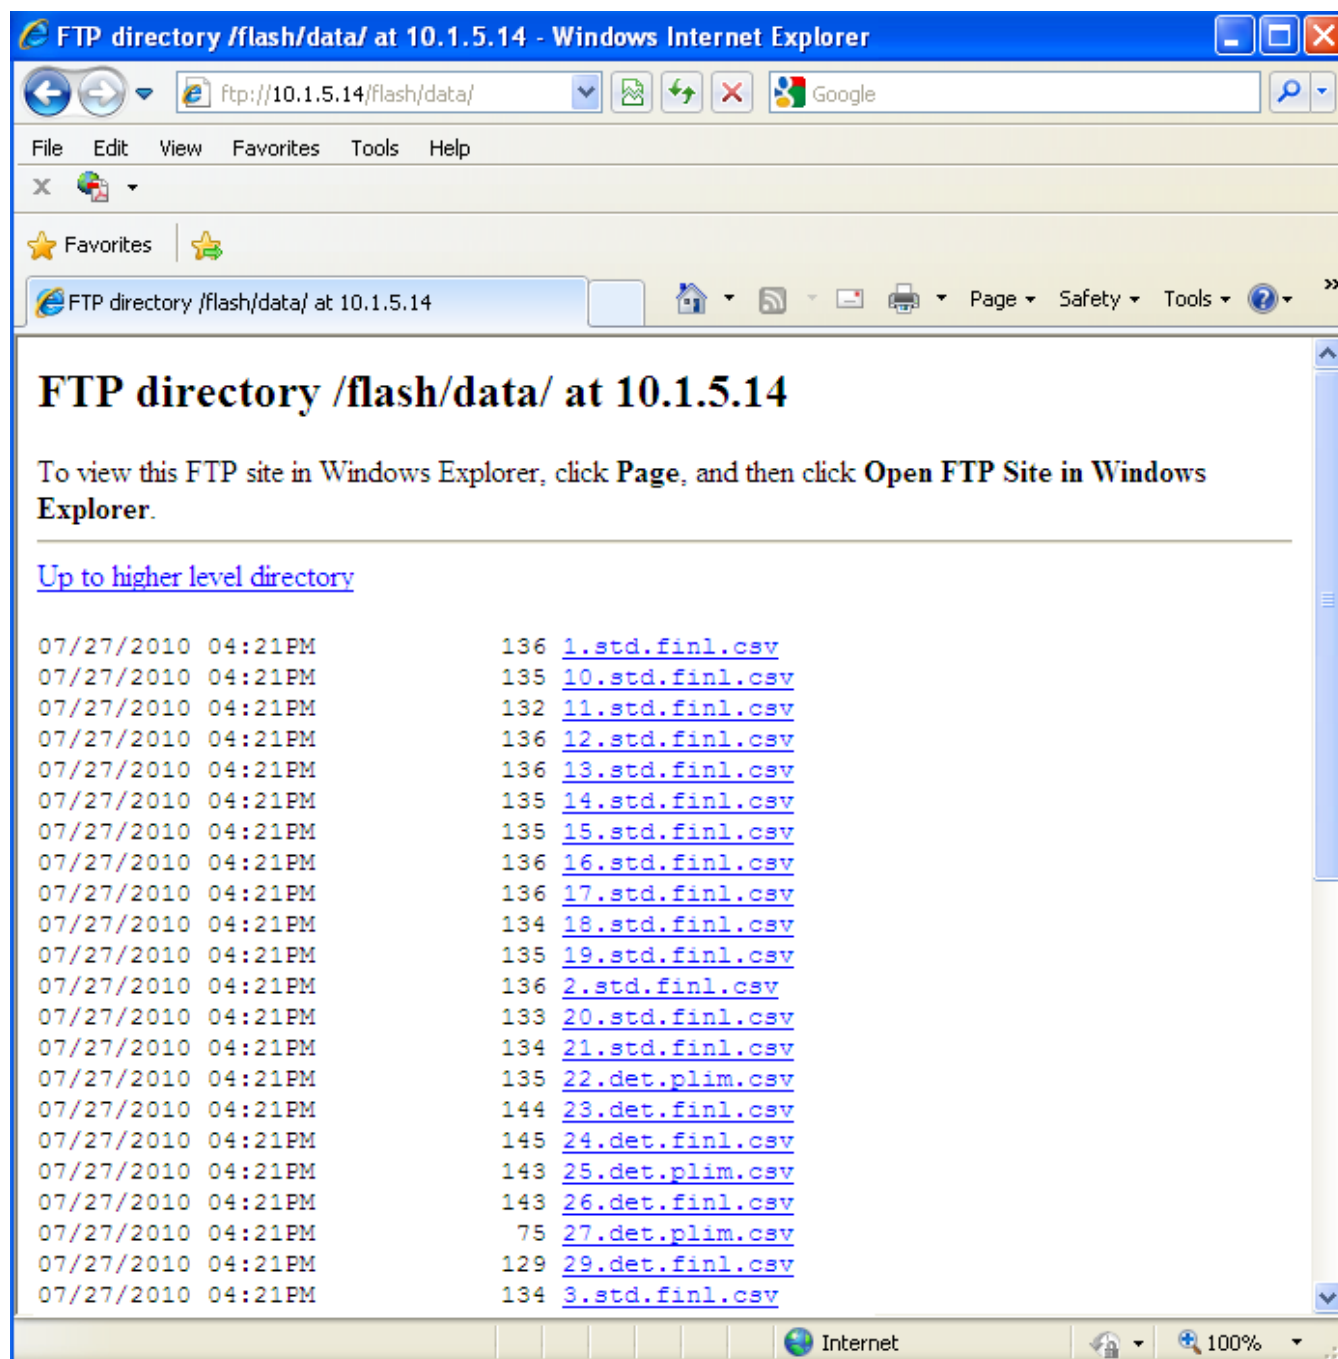 FTP directory /flash/data/ at 10.1.5.14 - Windows Internet Explorer
ftp://10.1.5.14/flash/data/ Google
File Edit View Favorites Tools Help
x
Favorites
FTP directory /flash/data/ at 10.1.5.14 Page Safety Tools »
FTP directory /flash/data/ at 10.1.5.14
To view this FTP site in Windows Explorer, click Page, and then click Open FTP Site in Windows
Explorer.
Up to higher level directory
07/27/2010 04:21PM 136 1.std.finl.csv
07/27/2010 04:21PM 135 10.std.finl.csv
07/27/2010 04:21PM 132 11.std.finl.csv
07/27/2010 04:21PM 136 12.std.finl.csv
07/27/2010 04:21PM 136 13.std.finl.csv
07/27/2010 04:21PM 135 14.std.finl.csv
07/27/2010 04:21PM 135 15.std.finl.csv
07/27/2010 04:21PM 136 16.std.finl.csv
07/27/2010 04:21PM 136 17.std.finl.csv
07/27/2010 04:21PM 134 18.std.finl.csv
07/27/2010 04:21PM 135 19.std.finl.csv
07/27/2010 04:21PM 136 2.std.finl.csv
07/27/2010 04:21PM 133 20.std.finl.csv
07/27/2010 04:21PM 134 21.std.finl.csv
07/27/2010 04:21PM 135 22.det.plim.csv
07/27/2010 04:21PM 144 23.det.finl.csv
07/27/2010 04:21PM 145 24.det.finl.csv
07/27/2010 04:21PM 143 25.det.plim.csv
07/27/2010 04:21PM 143 26.det.finl.csv
07/27/2010 04:21PM 75 27.det.plim.csv
07/27/2010 04:21PM 129 29.det.finl.csv
07/27/2010 04:21PM 134 3.std.finl.csv
Internet 100%